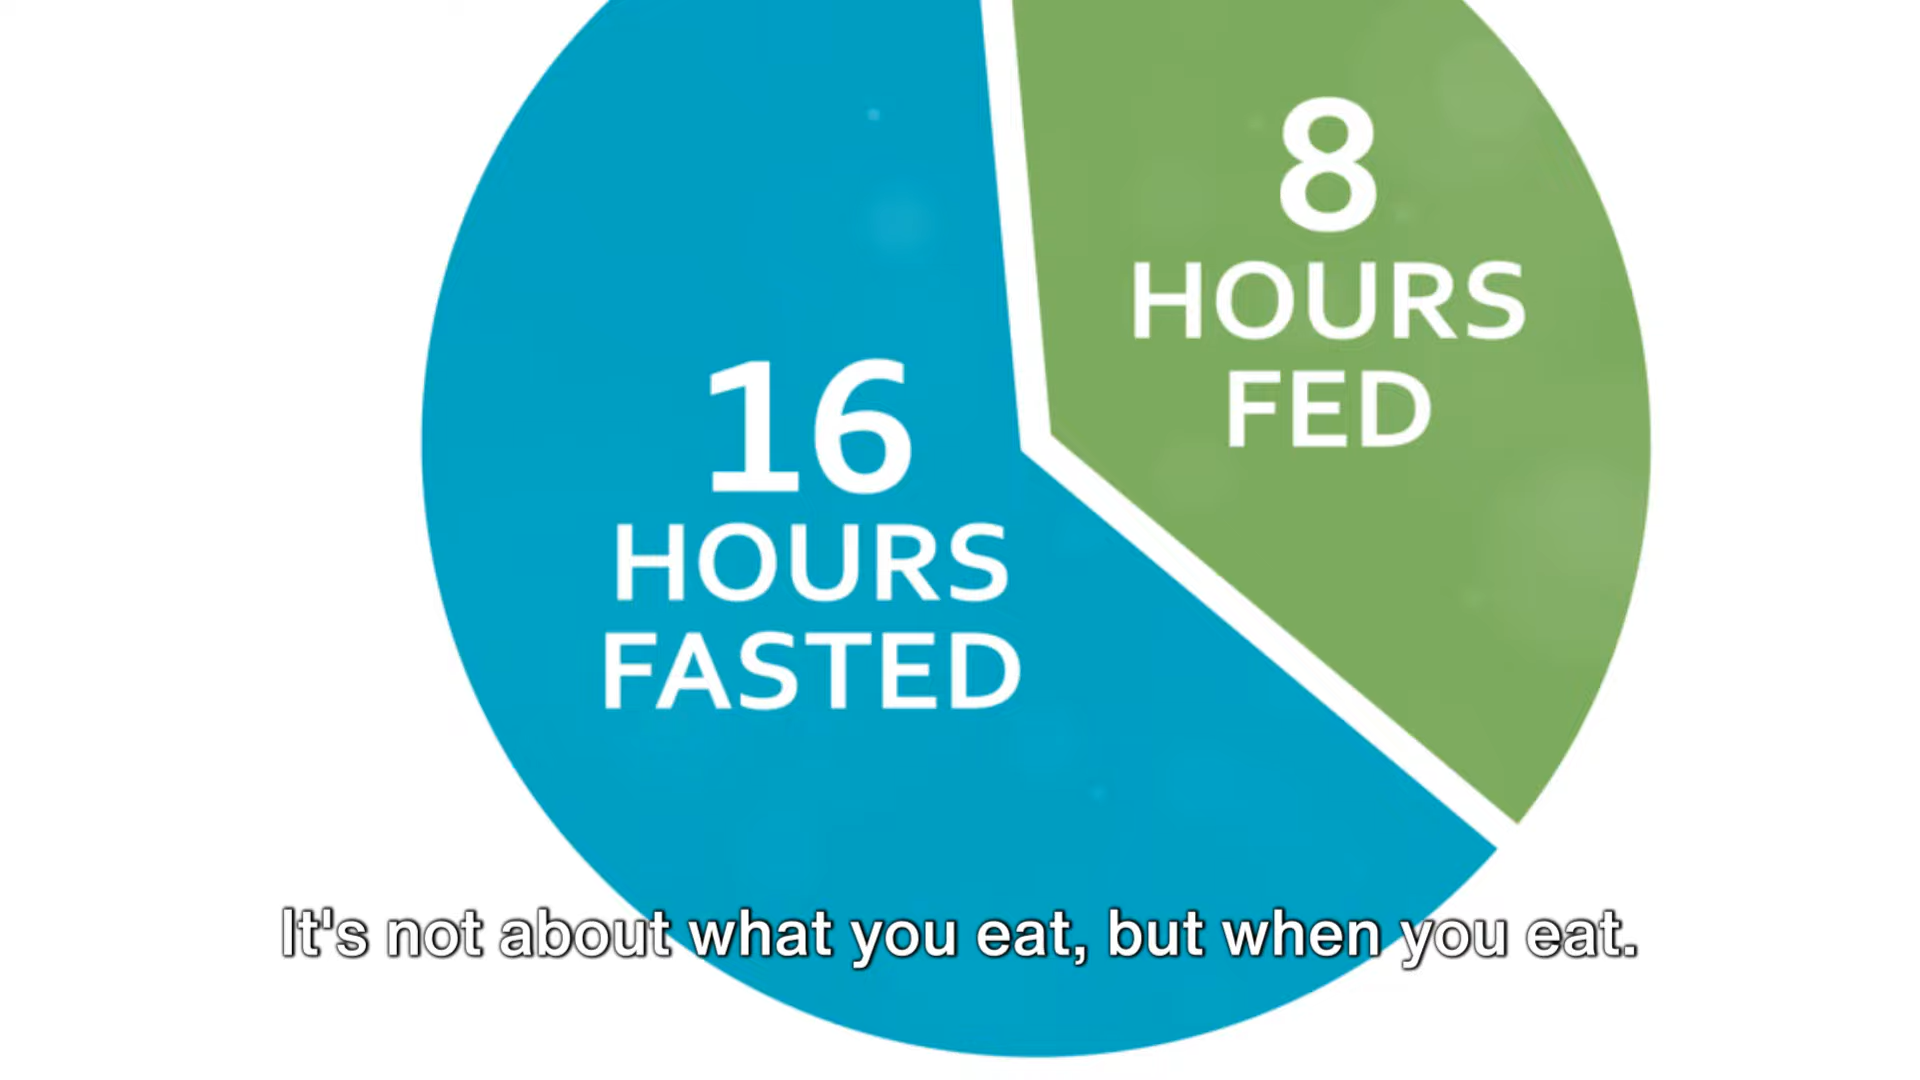 8
HOURS
FED
16
HOURS
FASTED
It's not about what you eat, but when you eat.